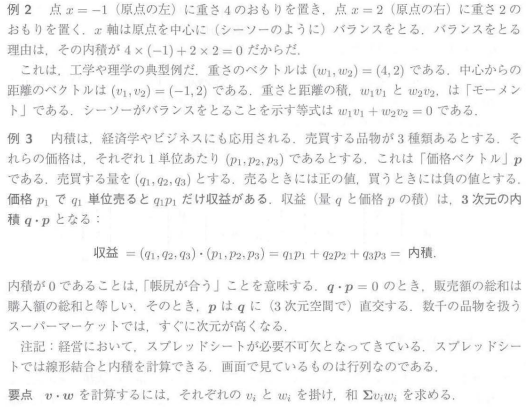 例 2　点 x = −1（原点の左）に重さ 4 のおもりを置き，点 x = 2（原点の右）に重さ 2 の
おもりを置く．x 軸は原点を中心に（シーソーのように）バランスをとる．バランスをとる
理由は，その内積が 4 × (−1) + 2 × 2 = 0 だからだ．
これは，工学や理学の典型例だ．重さのベクトルは (w₁, w₂) = (4, 2) である．中心からの
距離のベクトルは (v₁, v₂) = (−1, 2) である．重さと距離の積，w₁v₁ と w₂v₂，は「モーメン
ト」である．シーソーがバランスをとることを示す等式は w₁v₁ + w₂v₂ = 0 である．
例 3　内積は，経済学やビジネスにも応用される．売買する品物が 3 種類あるとする．そ
れらの価格は，それぞれ 1 単位あたり (p₁, p₂, p₃) であるとする．これは「価格ベクトル」p
である．売買する量を (q₁, q₂, q₃) とする．売るときには正の値，買うときには負の値とする．
価格 p₁ で q₁ 単位売ると q₁p₁ だけ収益がある．収益（量 q と価格 p の積）は，3 次元の内
積 q・p となる：
収益 = (q₁, q₂, q₃)・(p₁, p₂, p₃) = q₁p₁ + q₂p₂ + q₃p₃ = 内積．
内積が 0 であることは，「帳尻が合う」ことを意味する．q・p = 0 のとき，販売額の総和は
購入額の総和と等しい．そのとき，p は q に（3 次元空間で）直交する．数千の品物を扱う
スーパーマーケットでは，すぐに次元が高くなる．
注記：経営において，スプレッドシートが必要不可欠となってきている．スプレッドシー
トでは線形結合と内積を計算できる．画面で見ているものは行列なのである．
要点　v・w を計算するには，それぞれの vᵢ と wᵢ を掛け，和 Σvᵢwᵢ を求める．